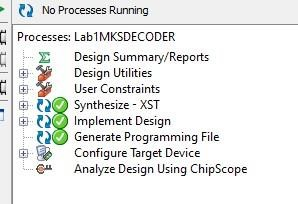 No Processes Running
Processes: Lab1MKSDECODER
Design Summary/Reports
Design Utilities
User Constraints
Synthesize - XST
Implement Design
Generate Programming File
Configure Target Device
Analyze Design Using ChipScope